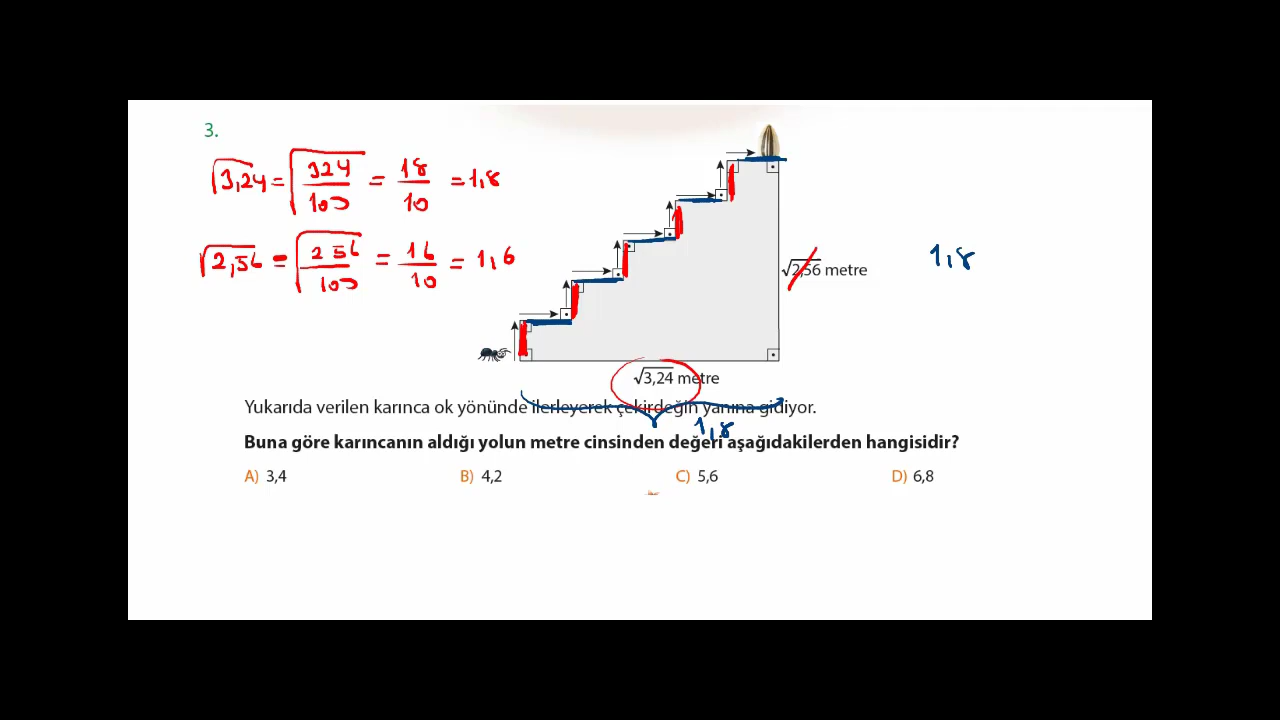 3.
√3,24 = √324/100 = 18/10 = 1,8
√2,56 = √256/100 = 16/10 = 1,6
√2,56 metre
1,8
√3,24 metre
Yukarıda verilen karınca ok yönünde ilerleyerek çekirdeğin yanına gidiyor.
1,8
Buna göre karıncanın aldığı yolun metre cinsinden değeri aşağıdakilerden hangisidir?
A) 3,4 B) 4,2 C) 5,6 D) 6,8